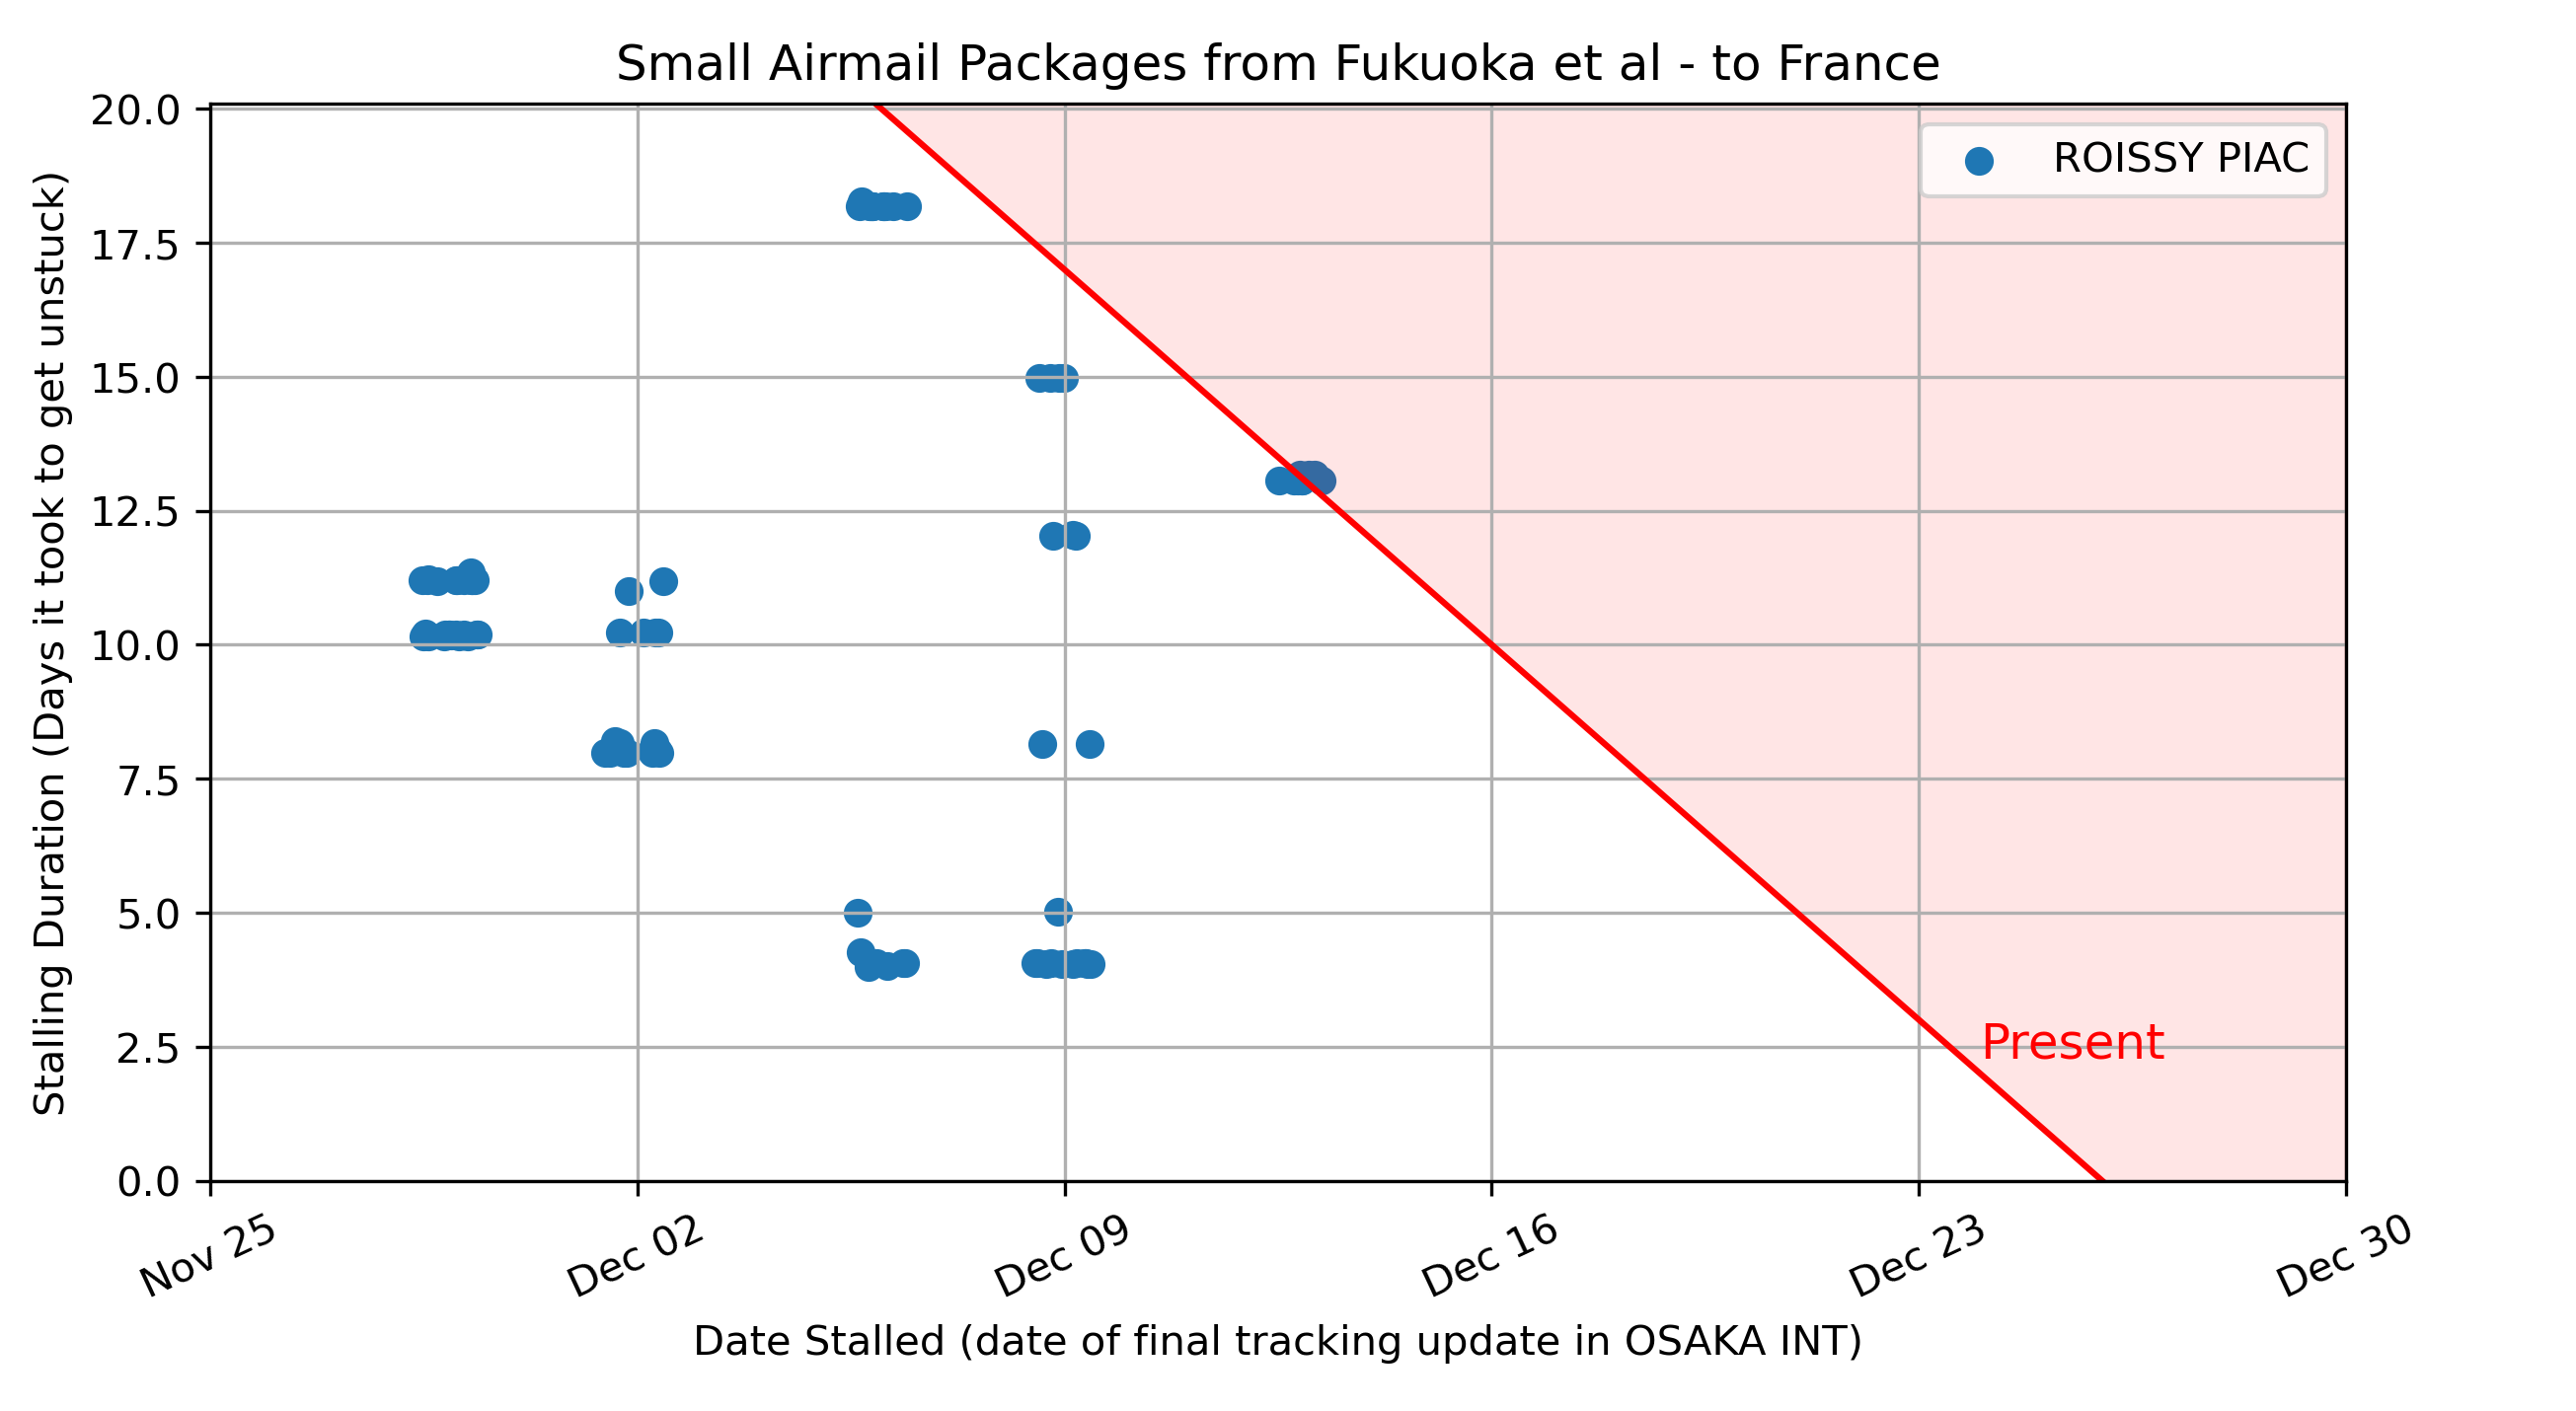 Small Airmail Packages from Fukuoka et al - to France
20.0
17.5
15.0
12.5
10.0
7.5
5.0
2.5
0.0
Stalling Duration (Days it took to get unstuck)
ROISSY PIAC
Present
Nov 25
Dec 02
Dec 09
Dec 16
Dec 23
Dec 30
Date Stalled (date of final tracking update in OSAKA INT)